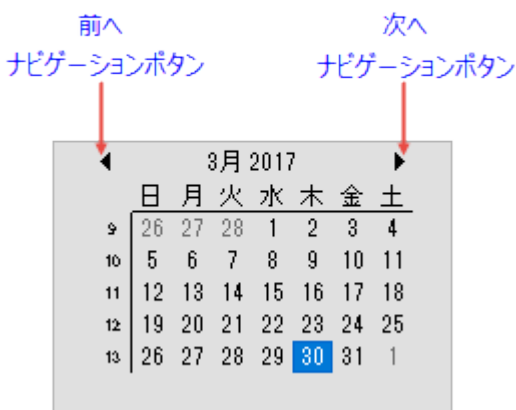 前へ
ナビゲーションボタン
次へ
ナビゲーションボタン
3月 2017
日 月 火 水 木 金 土
9 26 27 28 1 2 3 4
10 5 6 7 8 9 10 11
11 12 13 14 15 16 17 18
12 19 20 21 22 23 24 25
13 26 27 28 29 30 31 1